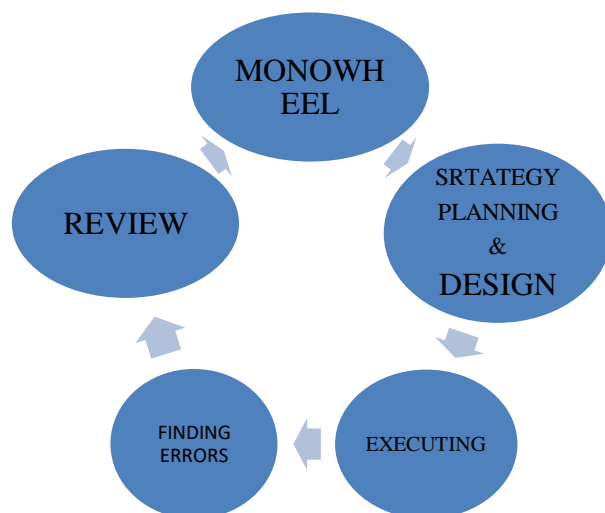 MONOWH
EEL
SRTATEGY
PLANNING
&
DESIGN
EXECUTING
FINDING
ERRORS
REVIEW